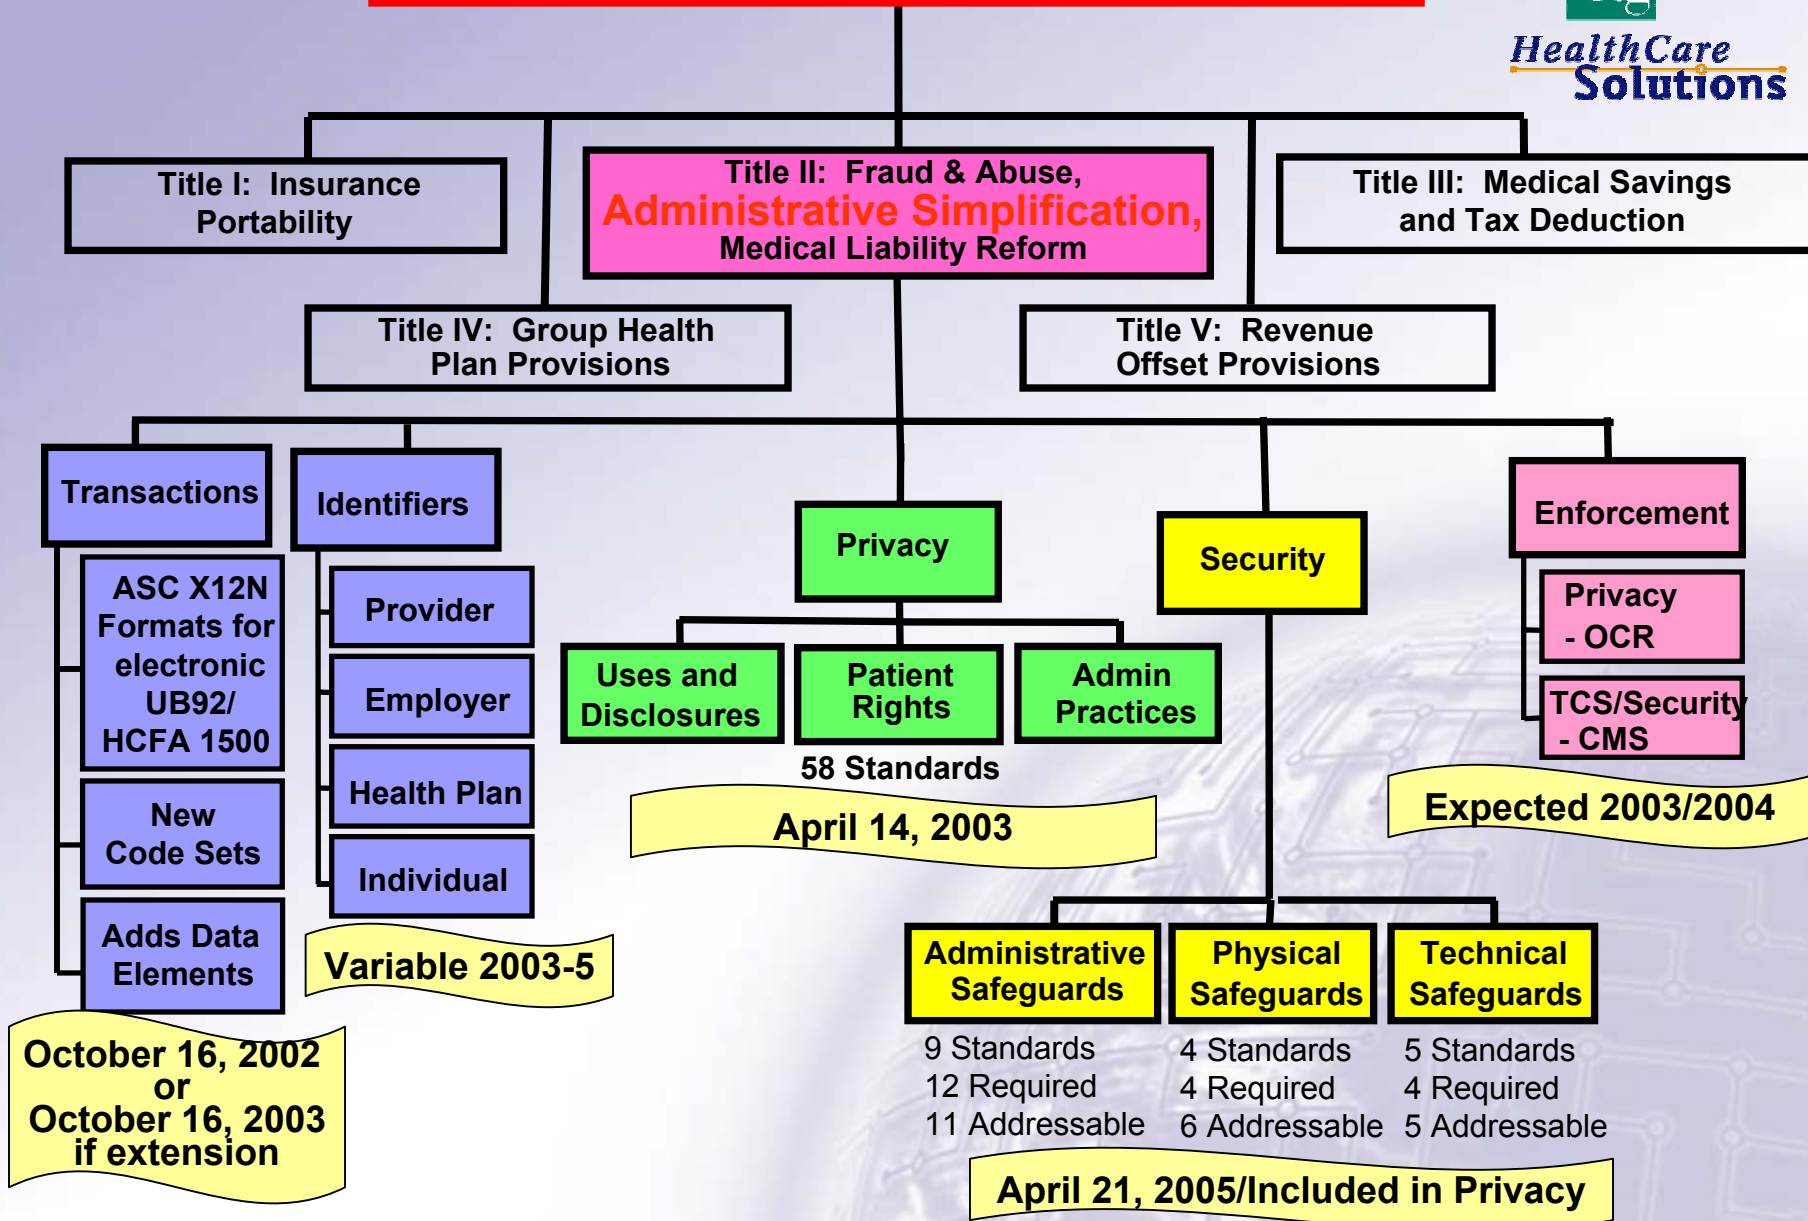 HealthCare
Solutions
Title I: Insurance
Portability
Title II: Fraud & Abuse,
Administrative Simplification,
Medical Liability Reform
Title III: Medical Savings
and Tax Deduction
Title IV: Group Health
Plan Provisions
Title V: Revenue
Offset Provisions
Transactions
ASC X12N
Formats for
electronic
UB92/
HCFA 1500
New
Code Sets
Adds Data
Elements
October 16, 2002
or
October 16, 2003
if extension
Identifiers
Provider
Employer
Health Plan
Individual
Variable 2003-5
Privacy
Uses and
Disclosures
Patient
Rights
Admin
Practices
58 Standards
April 14, 2003
Security
Administrative
Safeguards
9 Standards
12 Required
11 Addressable
Physical
Safeguards
4 Standards
4 Required
6 Addressable
Technical
Safeguards
5 Standards
4 Required
5 Addressable
April 21, 2005/Included in Privacy
Enforcement
Privacy
- OCR
TCS/Security
- CMS
Expected 2003/2004